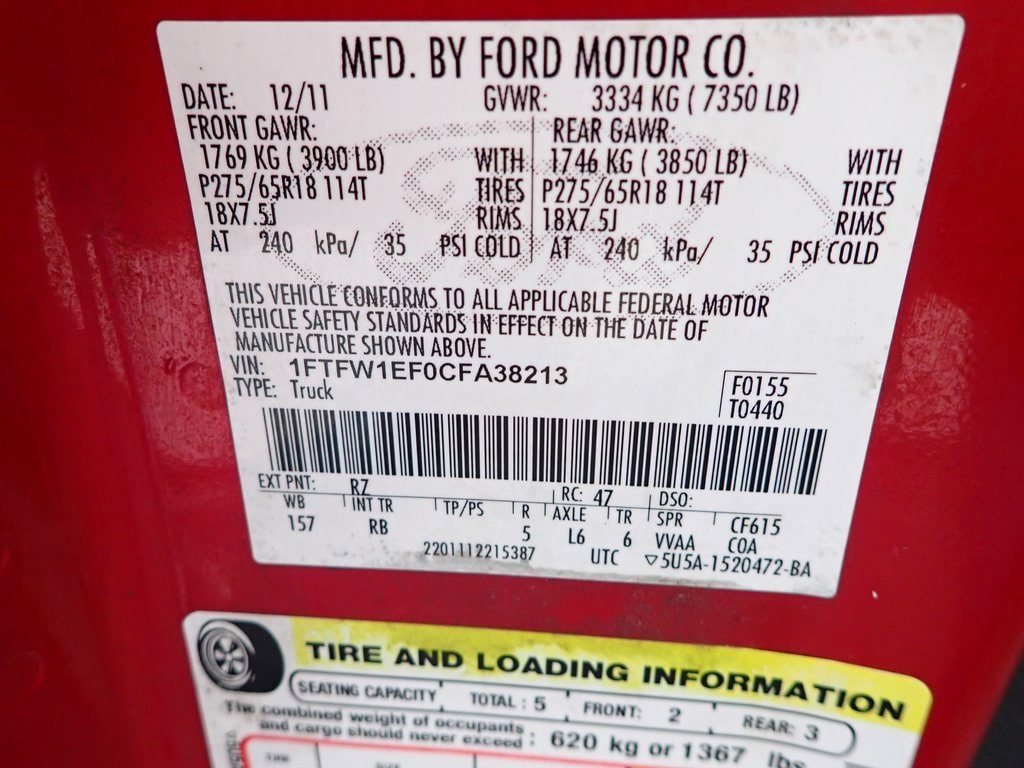 MFD. BY FORD MOTOR CO.
DATE: 12/11 GVWR: 3334 KG ( 7350 LB)
FRONT GAWR: REAR GAWR:
1769 KG ( 3900 LB) WITH 1746 KG ( 3850 LB) WITH
P275/65R18 114T TIRES P275/65R18 114T TIRES
18X7.5J RIMS 18X7.5J RIMS
AT 240 kPa/ 35 PSI COLD AT 240 kPa/ 35 PSI COLD
THIS VEHICLE CONFORMS TO ALL APPLICABLE FEDERAL MOTOR
VEHICLE SAFETY STANDARDS IN EFFECT ON THE DATE OF
MANUFACTURE SHOWN ABOVE.
VIN: 1FTFW1EF0CFA38213
TYPE: Truck
F0155
T0440
EXT PNT: RZ RC: 47 DSO:
WB INT TR TP/PS R AXLE TR SPR CF615
157 RB 5 L6 6 VVAA COA
2201112215387 UTC ▽5U5A-1520472-BA
TIRE AND LOADING INFORMATION
SEATING CAPACITY TOTAL : 5 FRONT: 2 REAR: 3
The combined weight of occupants
and cargo should never exceed : 620 kg or 1367 lbs